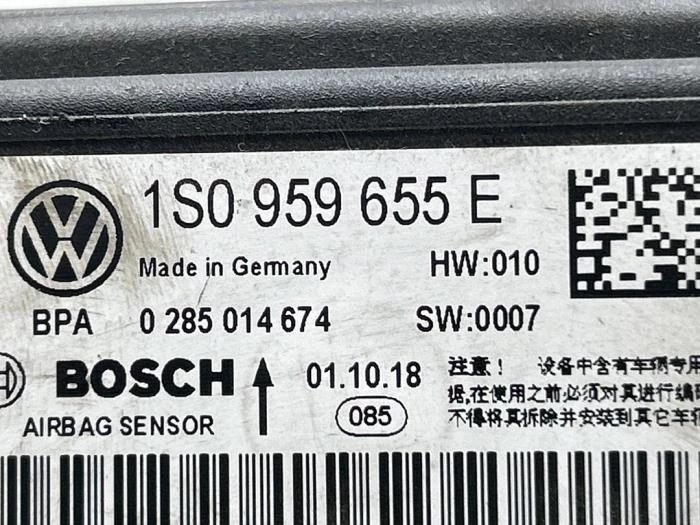 1S0 959 655 E
Made in Germany HW:010
BPA 0 285 014 674 SW:0007
BOSCH 01.10.18
AIRBAG SENSOR 085
注意! 设备中含有车辆专用
据,在使用之前必须对其进行编
不得将其拆除并安装到其它车辆